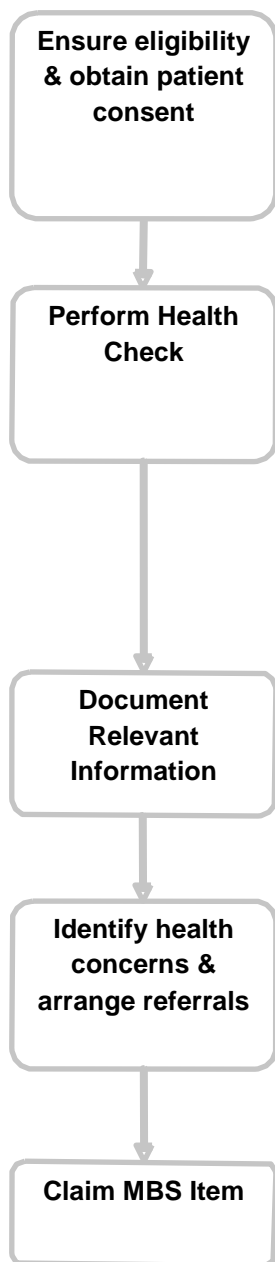 Ensure eligibility
& obtain patient
consent
Perform Health
Check
Document
Relevant
Information
Identify health
concerns &
arrange referrals
Claim MBS Item